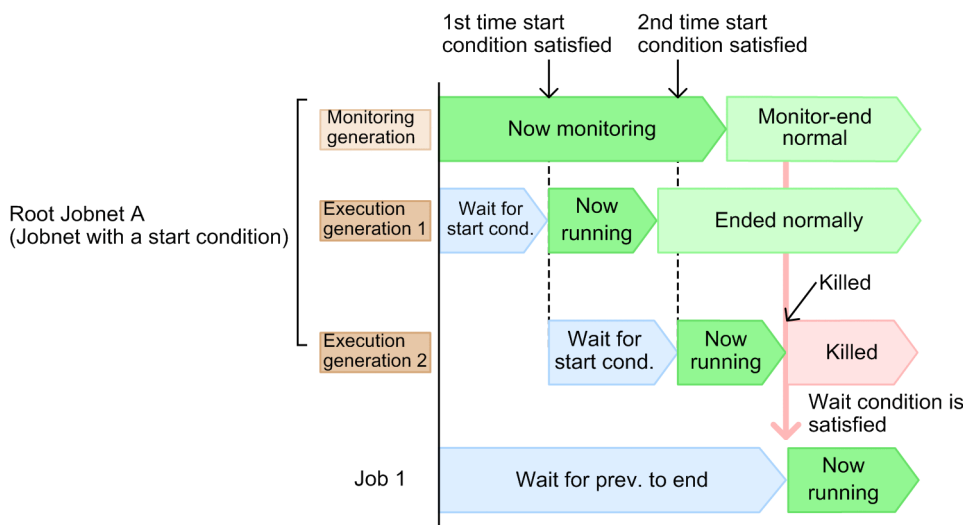 1st time start
condition satisfied
2nd time start
condition satisfied
Monitoring
generation
Now monitoring
Monitor-end
normal
Root Jobnet A
(Jobnet with a start condition)
Execution
generation 1
Wait for
start cond.
Now
running
Ended normally
Killed
Execution
generation 2
Wait for
start cond.
Now
running
Killed
Wait condition is
satisfied
Job 1
Wait for prev. to end
Now
running